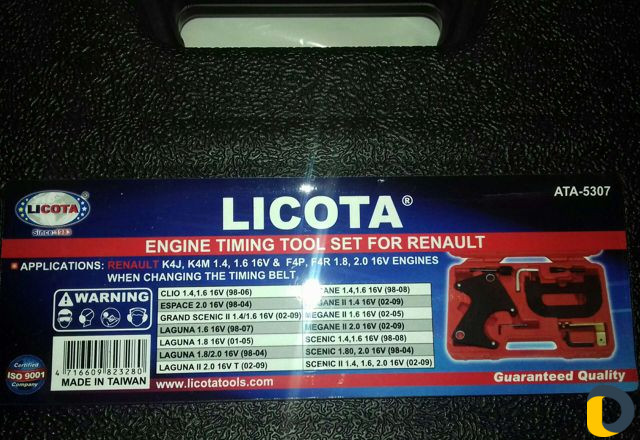 ATA-5307
LICOTA
Since 1983
LICOTA®
ENGINE TIMING TOOL SET FOR RENAULT
APPLICATIONS: RENAULT K4J, K4M 1.4, 1.6 16V & F4P, F4R 1.8, 2.0 16V ENGINES
WHEN CHANGING THE TIMING BELT,
WARNING
CLIO 1.4,1.6 16V (98-06)
ESPACE 2.0 16V (98-04)
GRAND SCENIC II 1.4/1.6 16V (02-09)
LAGUNA 1.6 16V (98-07)
LAGUNA 1.8 16V (01-05)
LAGUNA 1.8/2.0 16V (98-04)
LAGUNA II 2.0 16V T (02-09)
1.4,1.6 16V (98-08)
II 1.4 16V (02-09)
MEGANE II 1.6 16V (02-05)
MEGANE II 2.0 16V (02-09)
SCENIC 1.4,1.6 16V (98-08)
SCENIC 1.80, 2.0 16V (98-04)
SCENIC II 1.4, 1.6, 2.0 16V (02-09)
Certified
ISO 9001
Company
4 716609 823280
MADE IN TAIWAN
www.licotatools.com
Guaranteed Quality